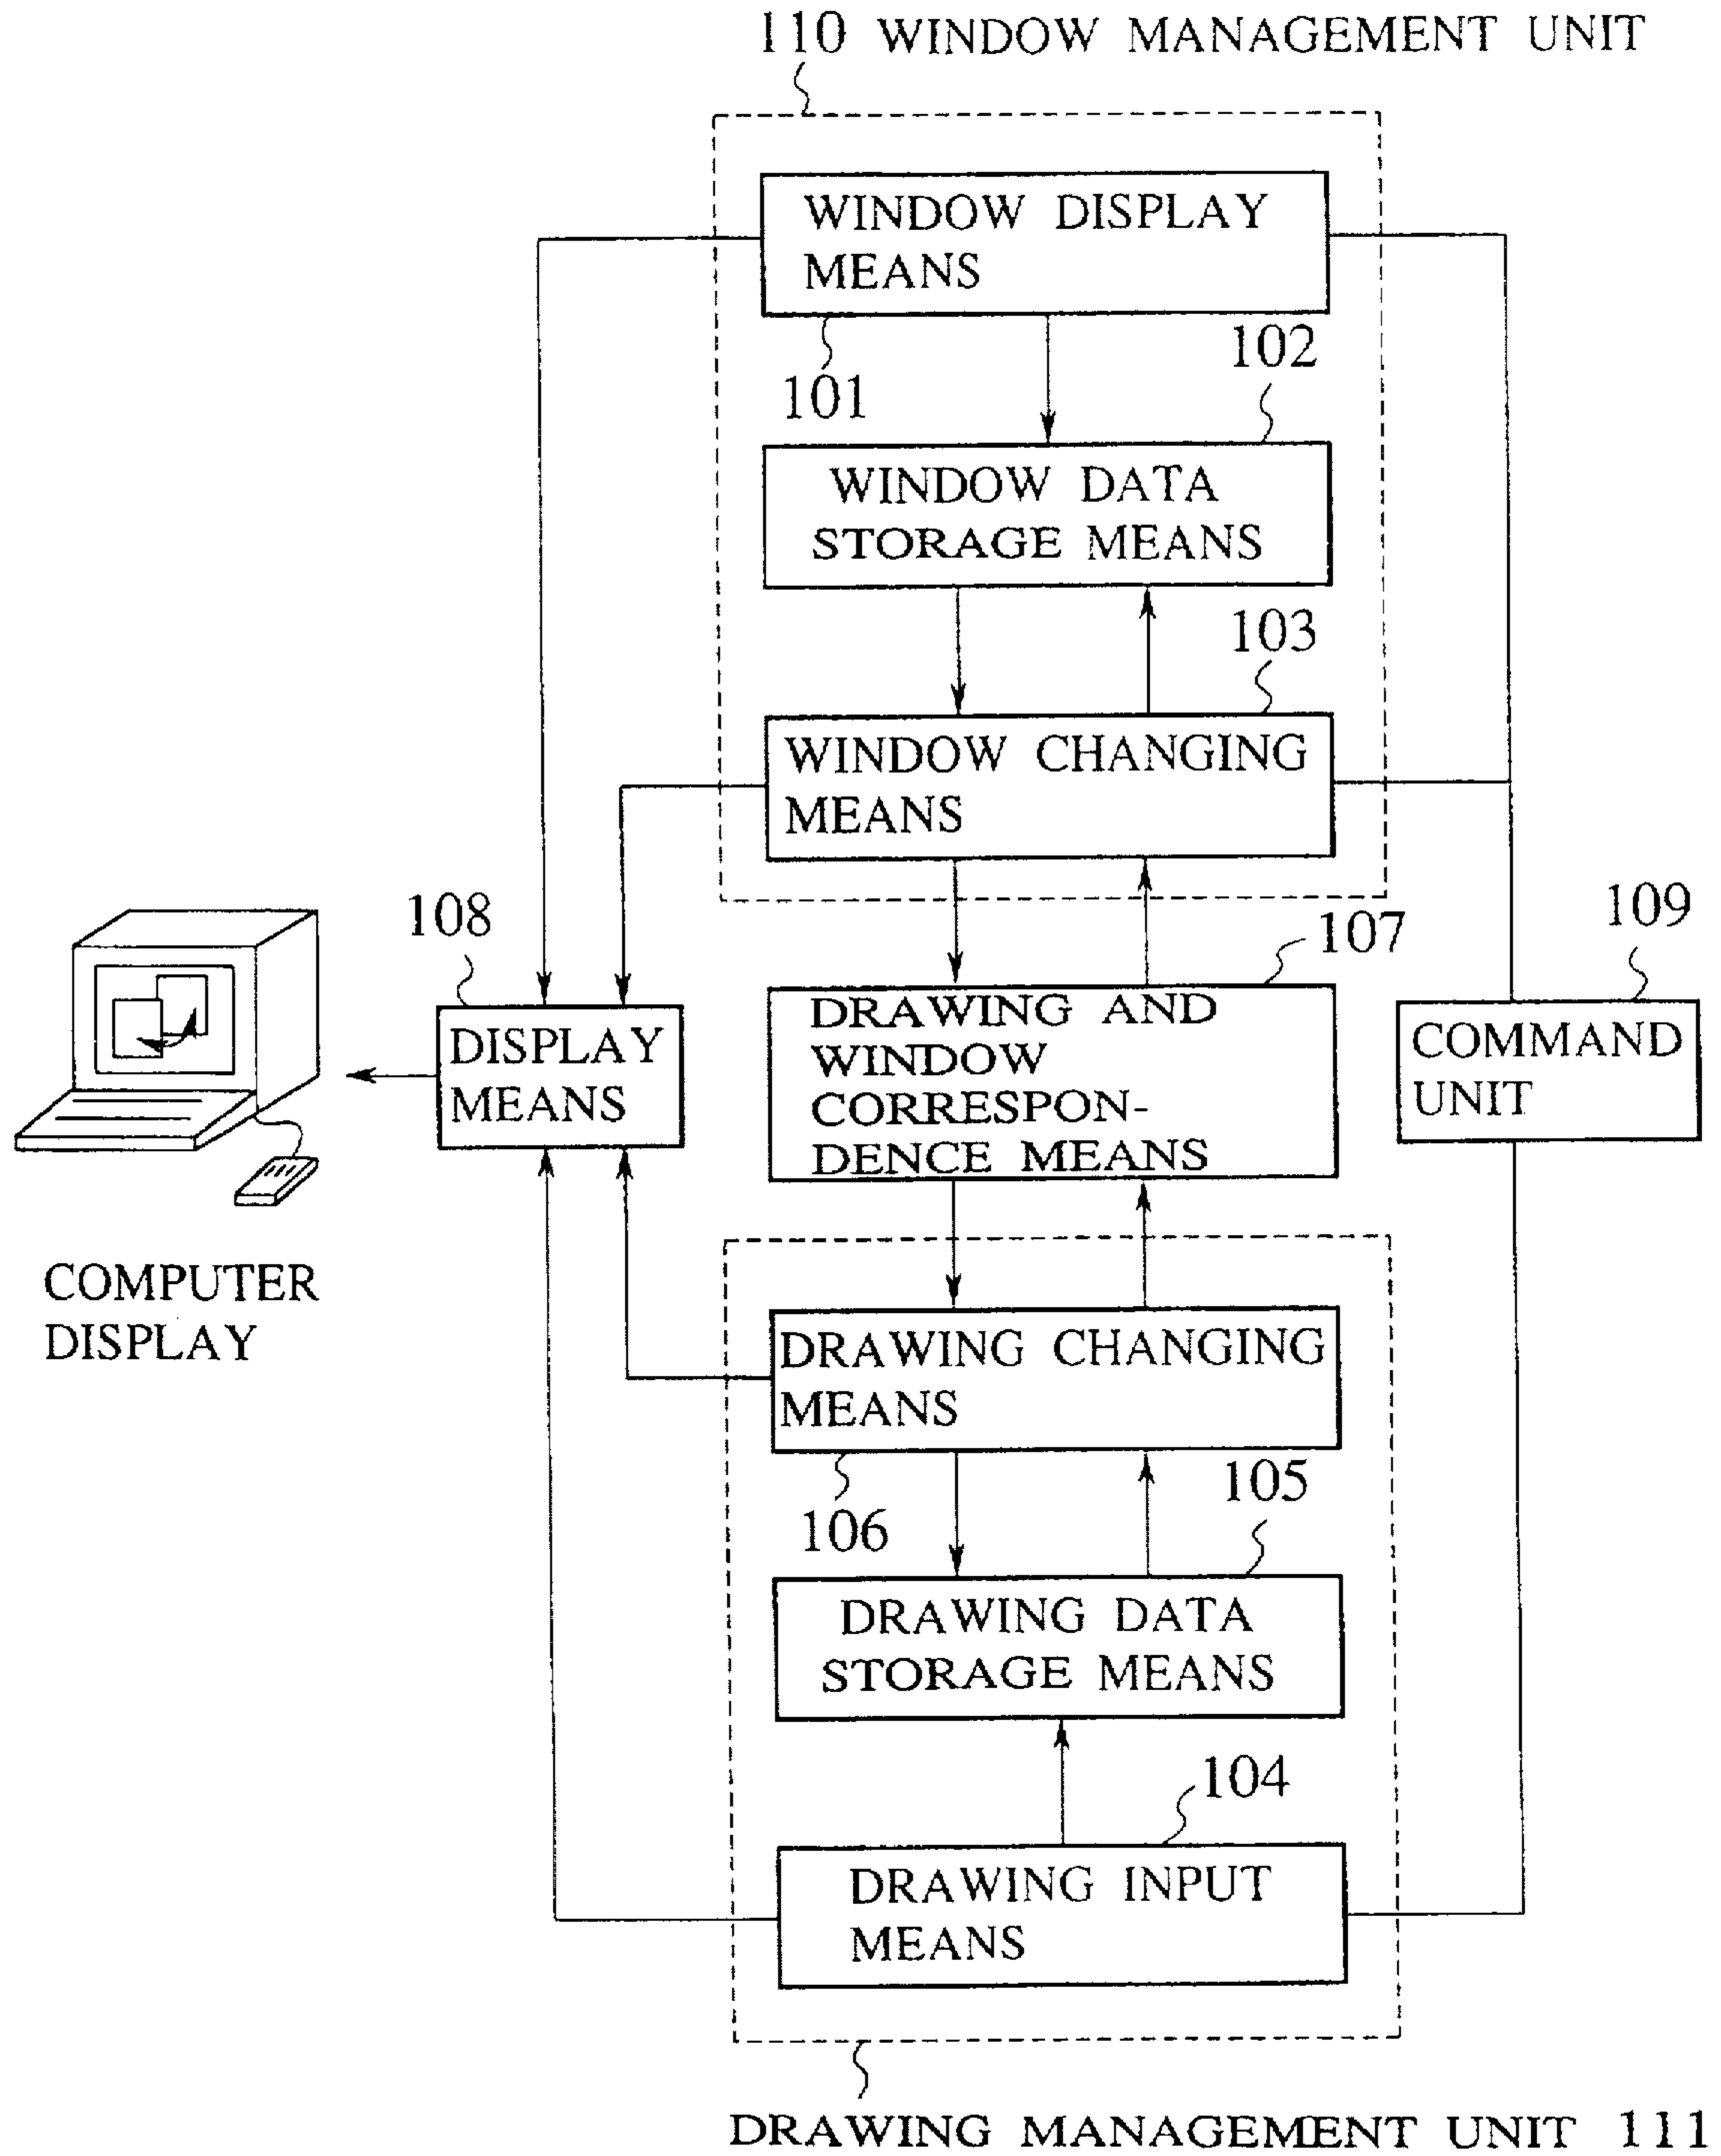 110 WINDOW MANAGEMENT UNIT
WINDOW DISPLAY
MEANS
101
102
WINDOW DATA
STORAGE MEANS
103
WINDOW CHANGING
MEANS
108
107
109
DISPLAY
MEANS
DRAWING AND
WINDOW
CORRESPON-
DENCE MEANS
COMMAND
UNIT
COMPUTER
DISPLAY
DRAWING CHANGING
MEANS
106
105
DRAWING DATA
STORAGE MEANS
104
DRAWING INPUT
MEANS
DRAWING MANAGEMENT UNIT 111